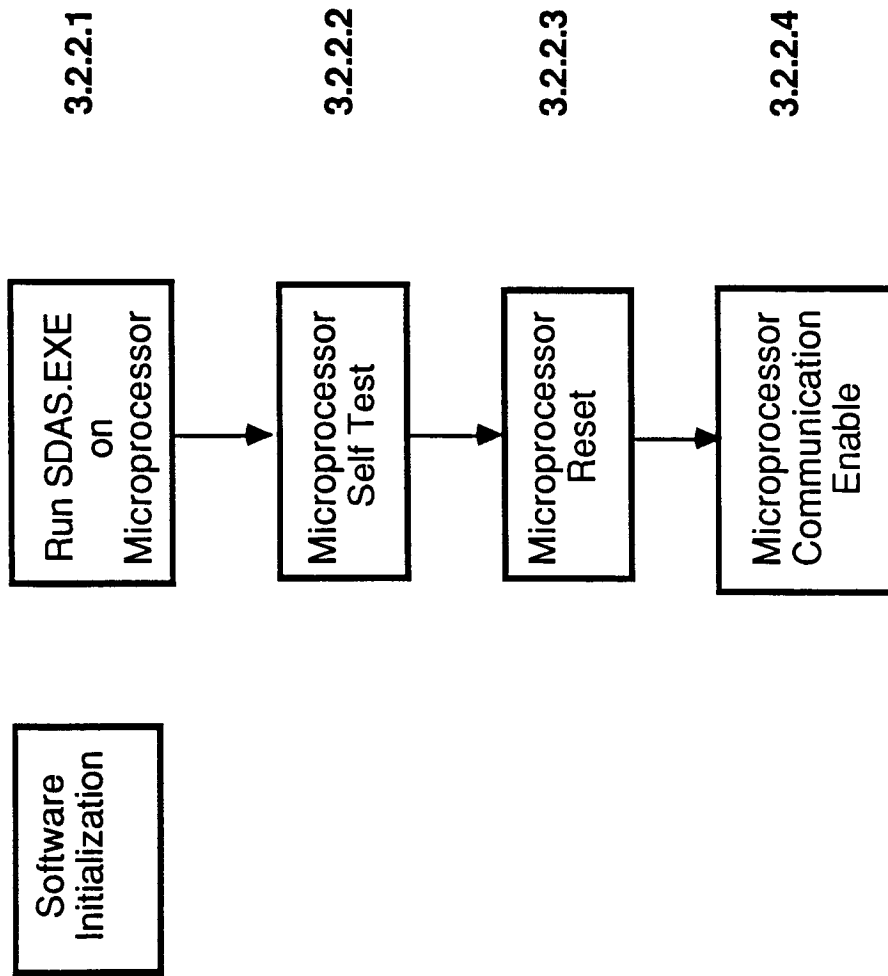 Software
Initialization
Run SDAS.EXE
on
Microprocessor
3.2.2.1
Microprocessor
Self Test
3.2.2.2
Microprocessor
Reset
3.2.2.3
Microprocessor
Communication
Enable
3.2.2.4